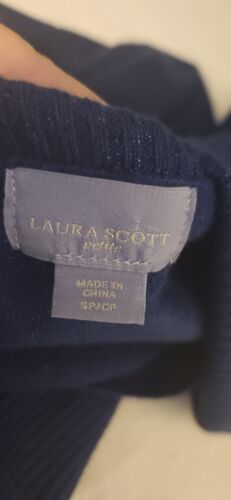 LAURA SCOTT
petite
MADE IN
CHINA
SP/CP